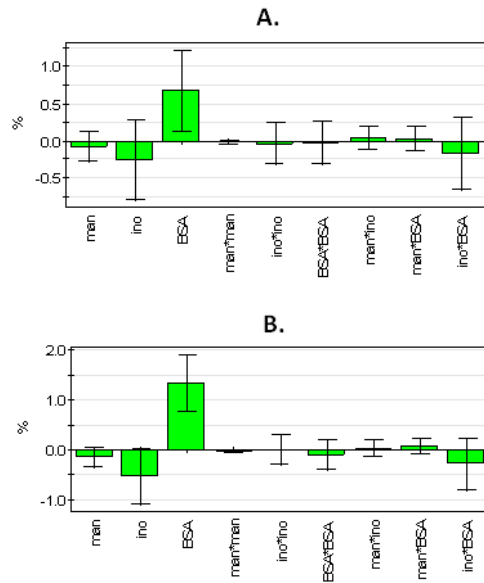 A.
%
1.0
0.5
0.0
-0.5
man
ino
BSA
man*man
ino*ino
BSA*BSA
man*ino
man*BSA
ino*BSA
B.
%
2.0
1.0
0.0
-1.0
man
ino
BSA
man*man
ino*ino
BSA*BSA
man*ino
man*BSA
ino*BSA